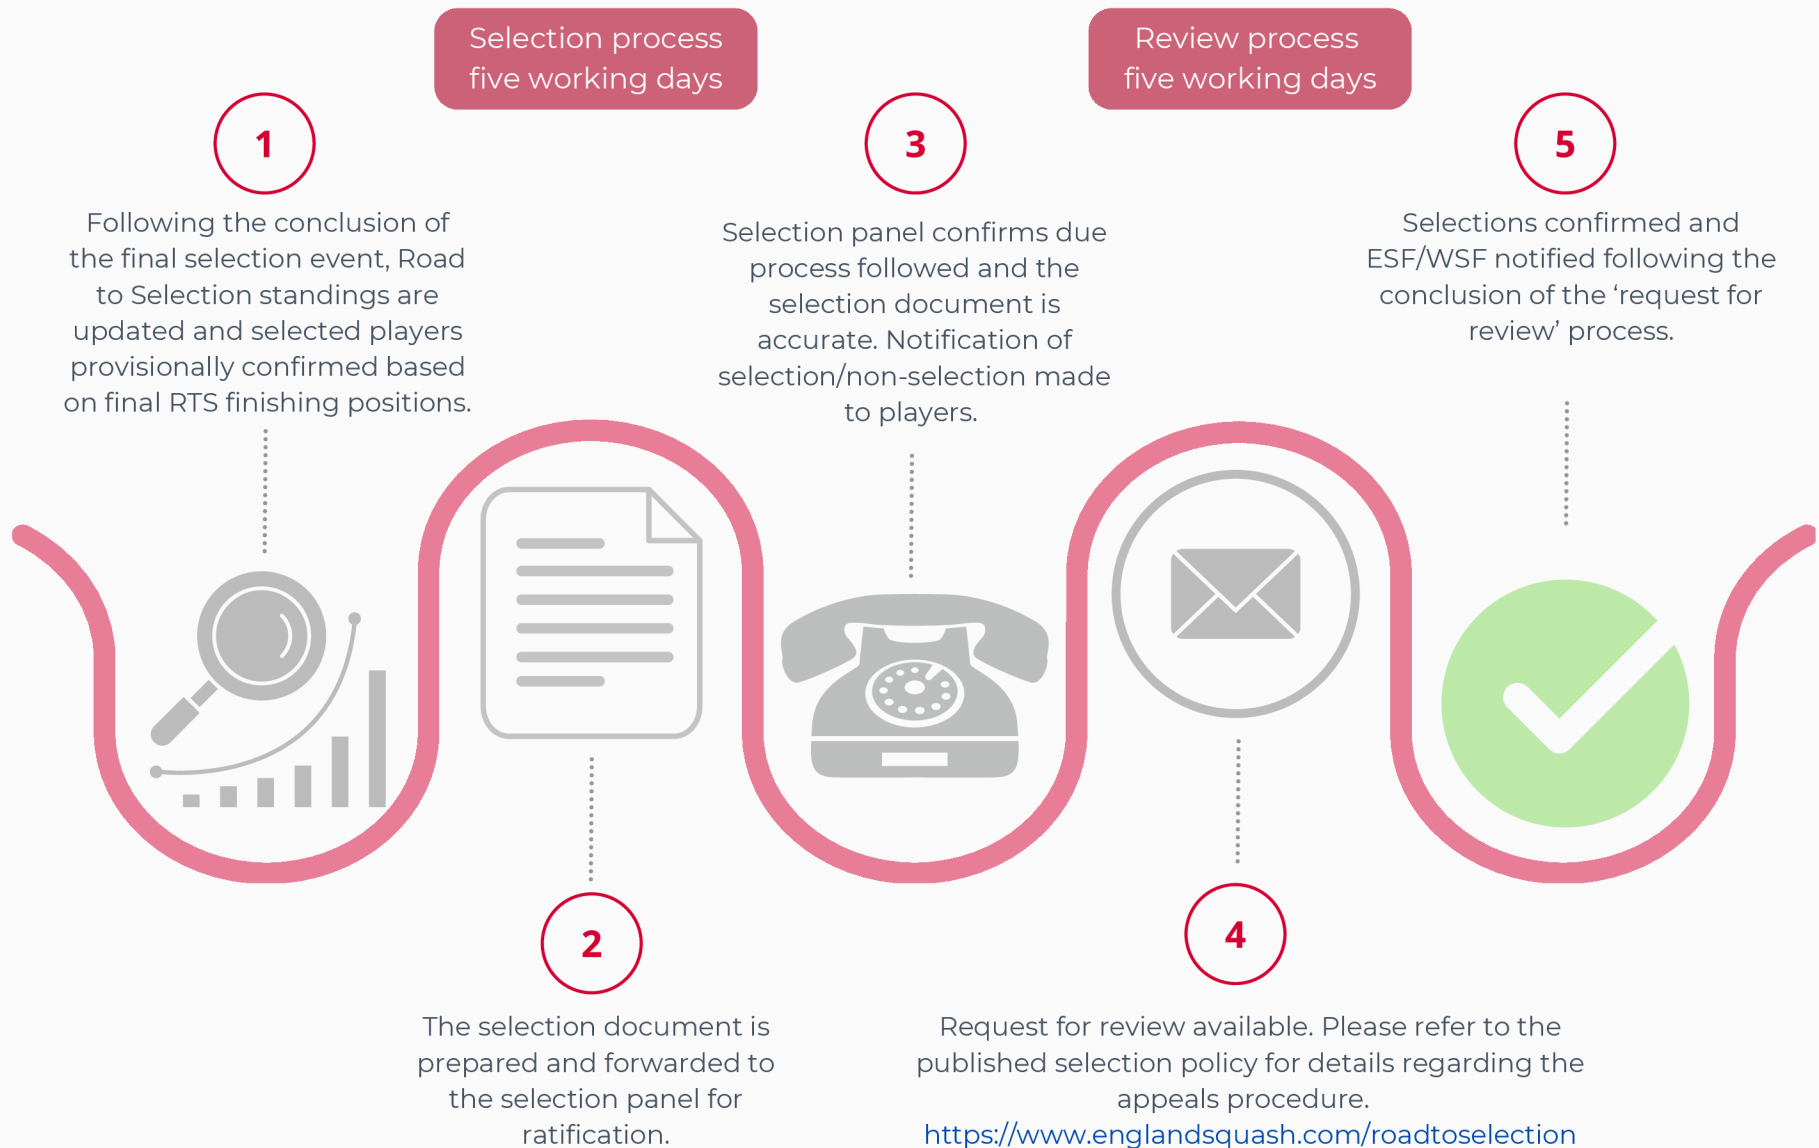 Selection process
five working days
Review process
five working days
1
Following the conclusion of
the final selection event, Road
to Selection standings are
updated and selected players
provisionally confirmed based
on final RTS finishing positions.
2
The selection document is
prepared and forwarded to
the selection panel for
ratification.
3
Selection panel confirms due
process followed and the
selection document is
accurate. Notification of
selection/non-selection made
to players.
4
Request for review available. Please refer to the
published selection policy for details regarding the
appeals procedure.
https://www.englandsquash.com/roadtoselection
5
Selections confirmed and
ESF/WSF notified following the
conclusion of the ‘request for
review’ process.